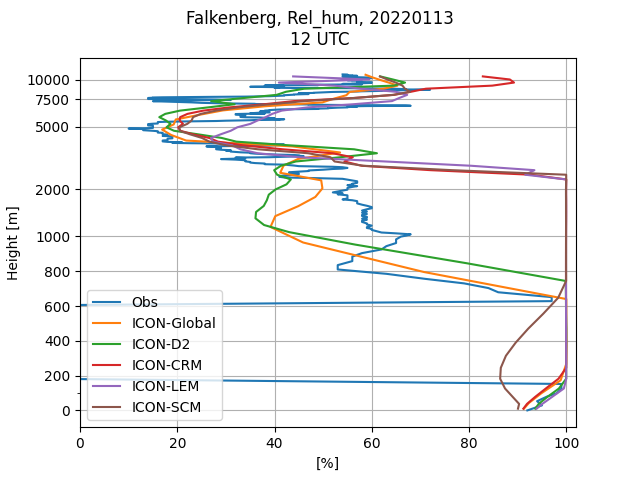 Falkenberg, Rel_hum, 20220113
12 UTC
10000
7500
5000
2000
1000
800
600
400
200
0
Height [m]
Obs
ICON-Global
ICON-D2
ICON-CRM
ICON-LEM
ICON-SCM
0 20 40 60 80 100
[%]